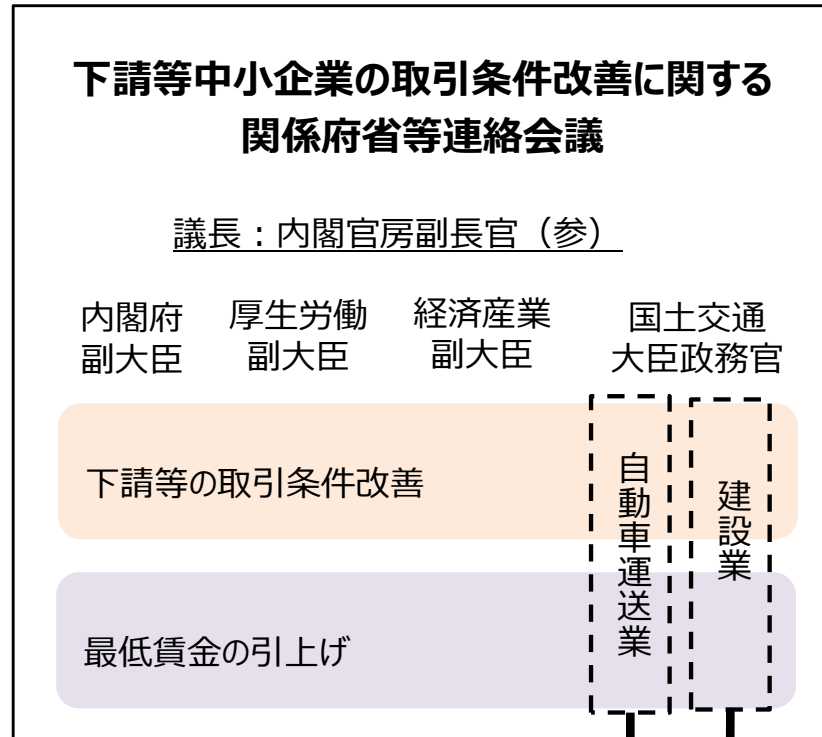 下請等中小企業の取引条件改善に関する
関係府省等連絡会議
議長：内閣官房副長官（参）
内閣府
副大臣
厚生労働
副大臣
経済産業
副大臣
国土交通
大臣政務官
下請等の取引条件改善
自動車運送業
建設業
最低賃金の引上げ